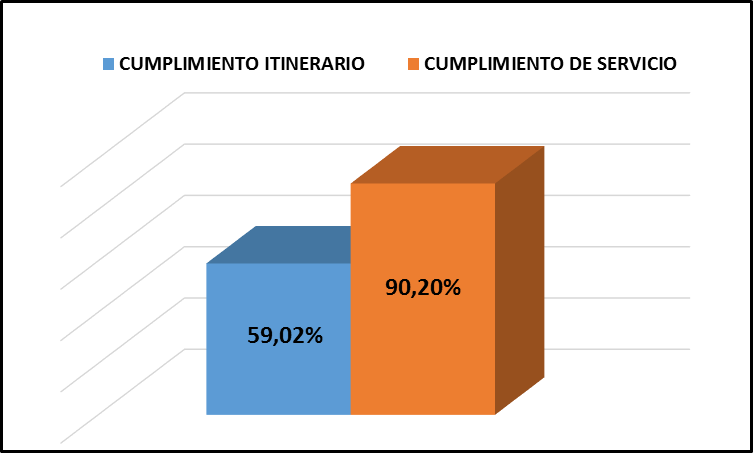 CUMPLIMIENTO ITINERARIO CUMPLIMIENTO DE SERVICIO
90,20%
59,02%